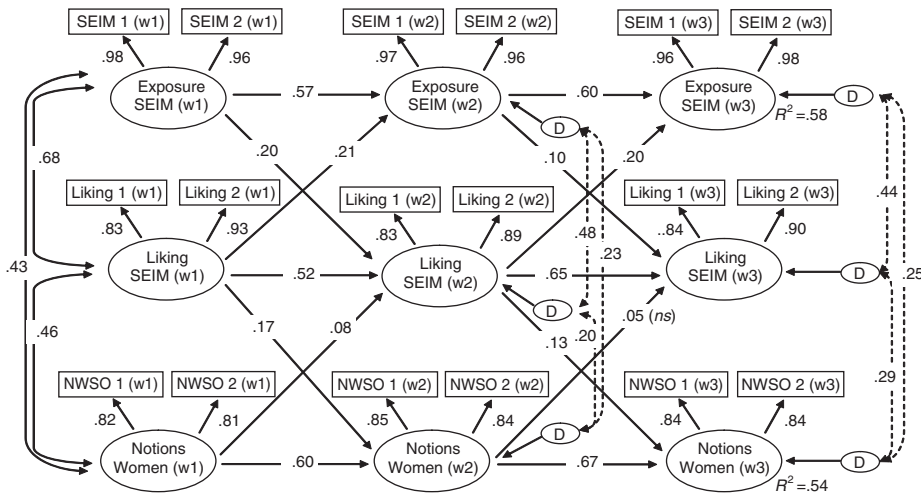 SEIM 1 (w1) SEIM 2 (w1) SEIM 1 (w2) SEIM 2 (w2) SEIM 1 (w3) SEIM 2 (w3)
.98 .96 .97 .96 .96 .98
Exposure Exposure Exposure
SEIM (w1) .57 SEIM (w2) .60 SEIM (w3) D
R² =.58
D
.68 .20 .21 .10 .20 .44
Liking 1 (w1) Liking 2 (w1) Liking 1 (w2) Liking 2 (w2) Liking 1 (w3) Liking 2 (w3)
.83 .93 .83 .89 .48 .23 .84 .90
.43 .25
Liking Liking Liking
SEIM (w1) .52 SEIM (w2) .65 SEIM (w3) D
D
.46 .17 .08 .13 .20 .05 (ns) .29
NWSO 1 (w1) NWSO 2 (w1) NWSO 1 (w2) NWSO 2 (w2) NWSO 1 (w3) NWSO 2 (w3)
.82 .81 .85 .84 .84 .84
D
Notions Notions Notions
Women (w1) .60 Women (w2) .67 Women (w3) D
R² =.54